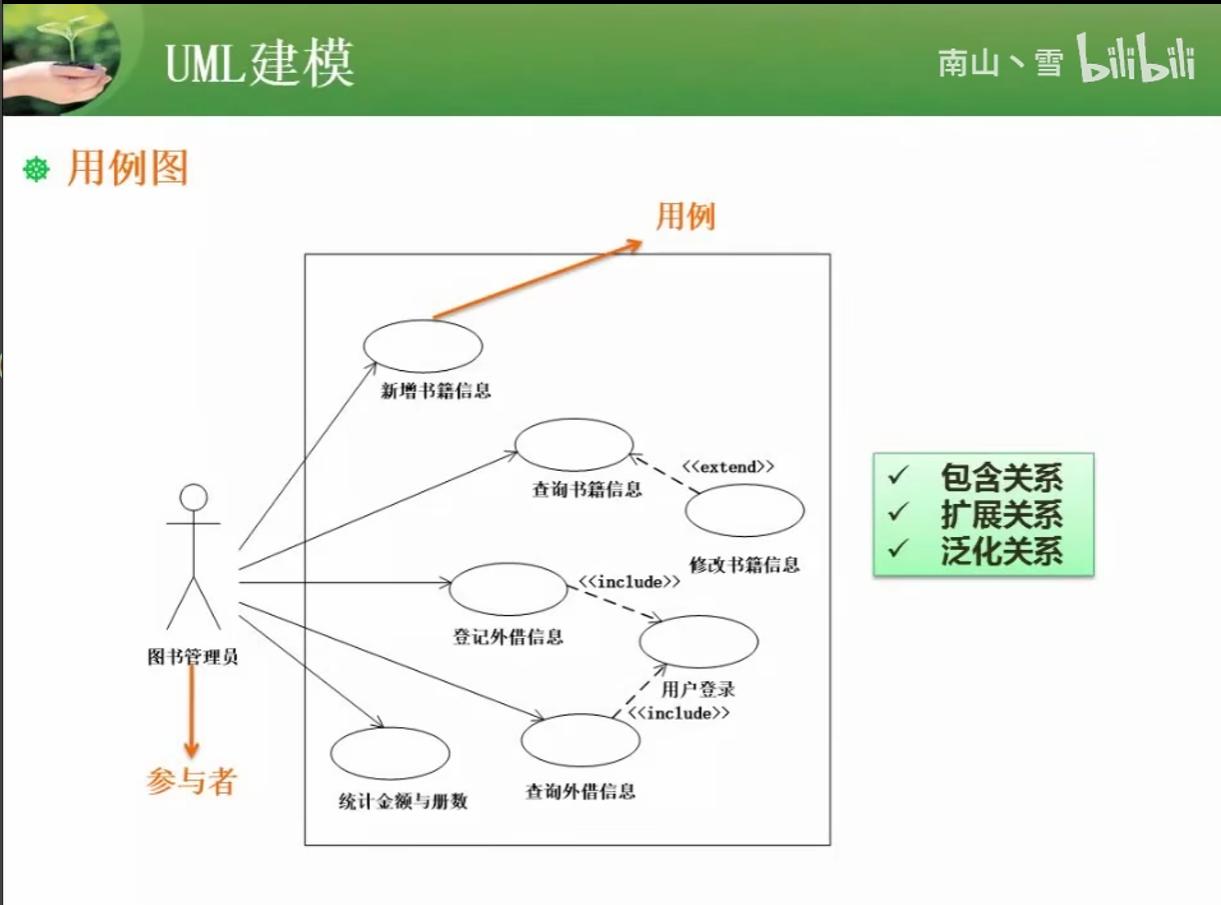 UML建模
南山丶雪 bilibili
用例图
用例
新增书籍信息
查询书籍信息
<<extend>>
修改书籍信息
包含关系
扩展关系
泛化关系
<<include>>
登记外借信息
图书管理员
用户登录
<<include>>
参与者
查询外借信息
统计金额与册数